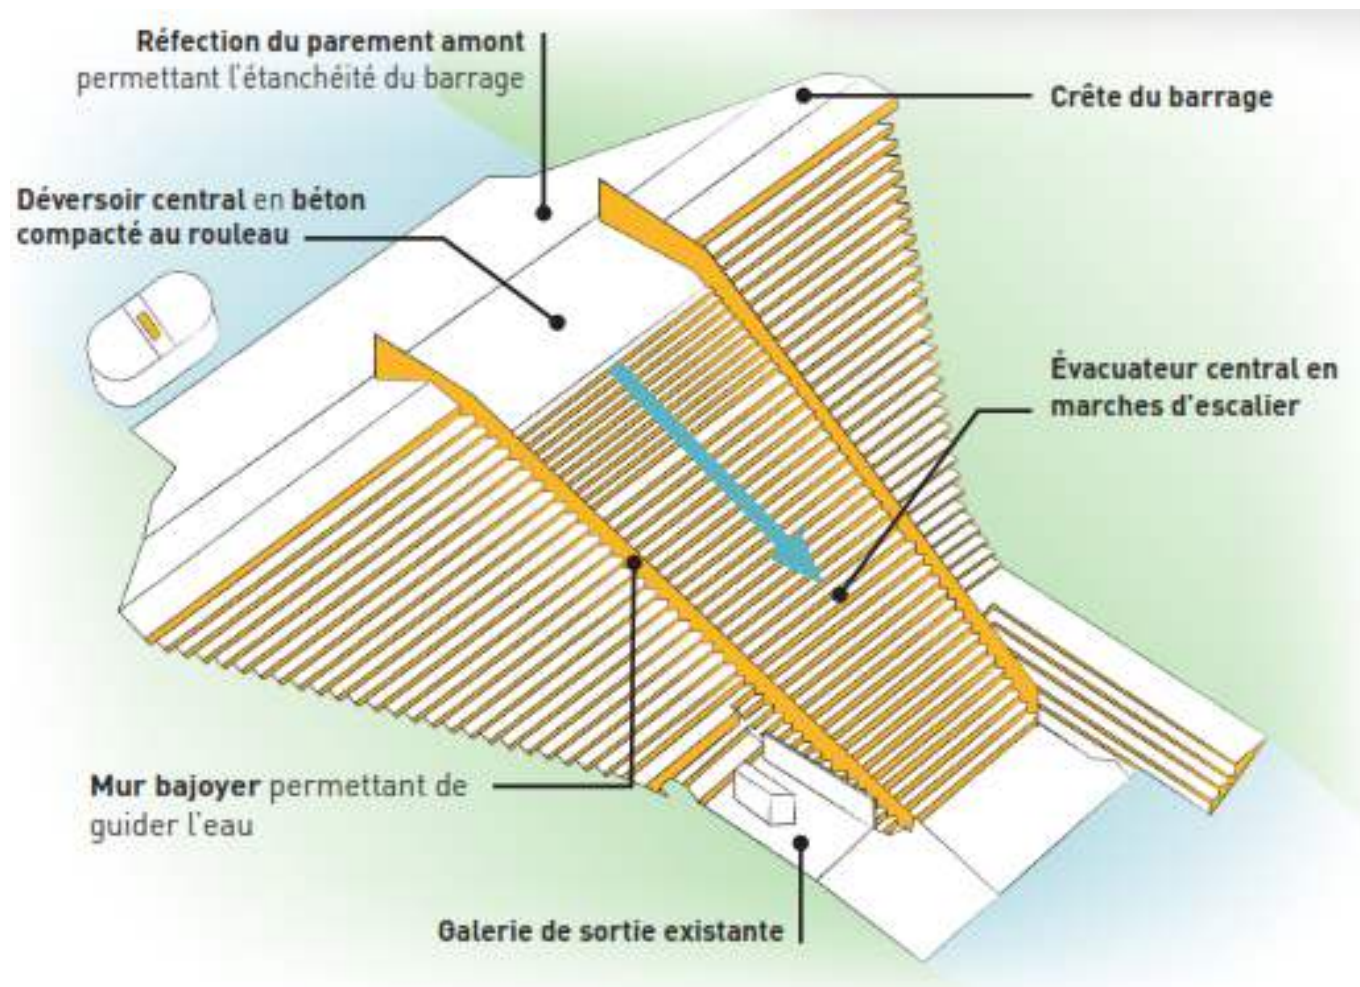 Réfection du parement amont
permettant l'étanchéité du barrage
Crête du barrage
Déversoir central en béton
compacté au rouleau
Évacuateur central en
marches d'escalier
Mur bajoyer permettant de
guider l'eau
Galerie de sortie existante